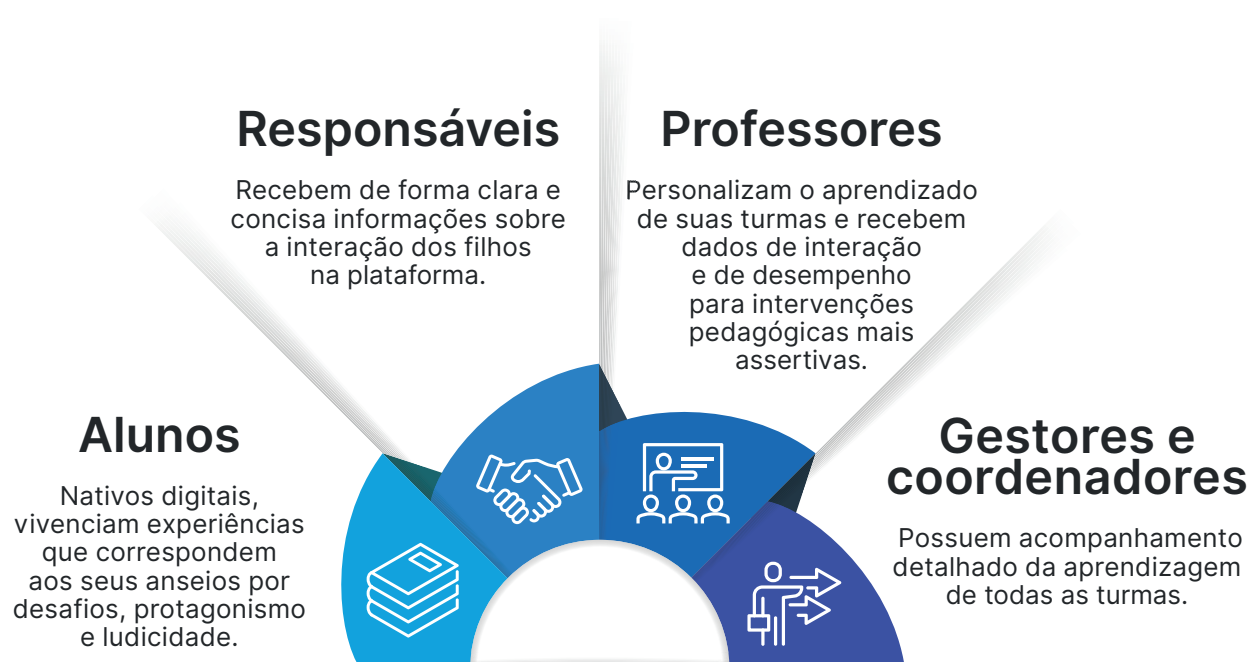 Responsáveis
Recebem de forma clara e
concisa informações sobre
a interação dos filhos
na plataforma.
Professores
Personalizam o aprendizado
de suas turmas e recebem
dados de interação
e de desempenho
para intervenções
pedagógicas mais
assertivas.
Alunos
Nativos digitais,
vivenciam experiências
que correspondem
aos seus anseios por
desafios, protagonismo
e ludicidade.
Gestores e
coordenadores
Possuem acompanhamento
detalhado da aprendizagem
de todas as turmas.